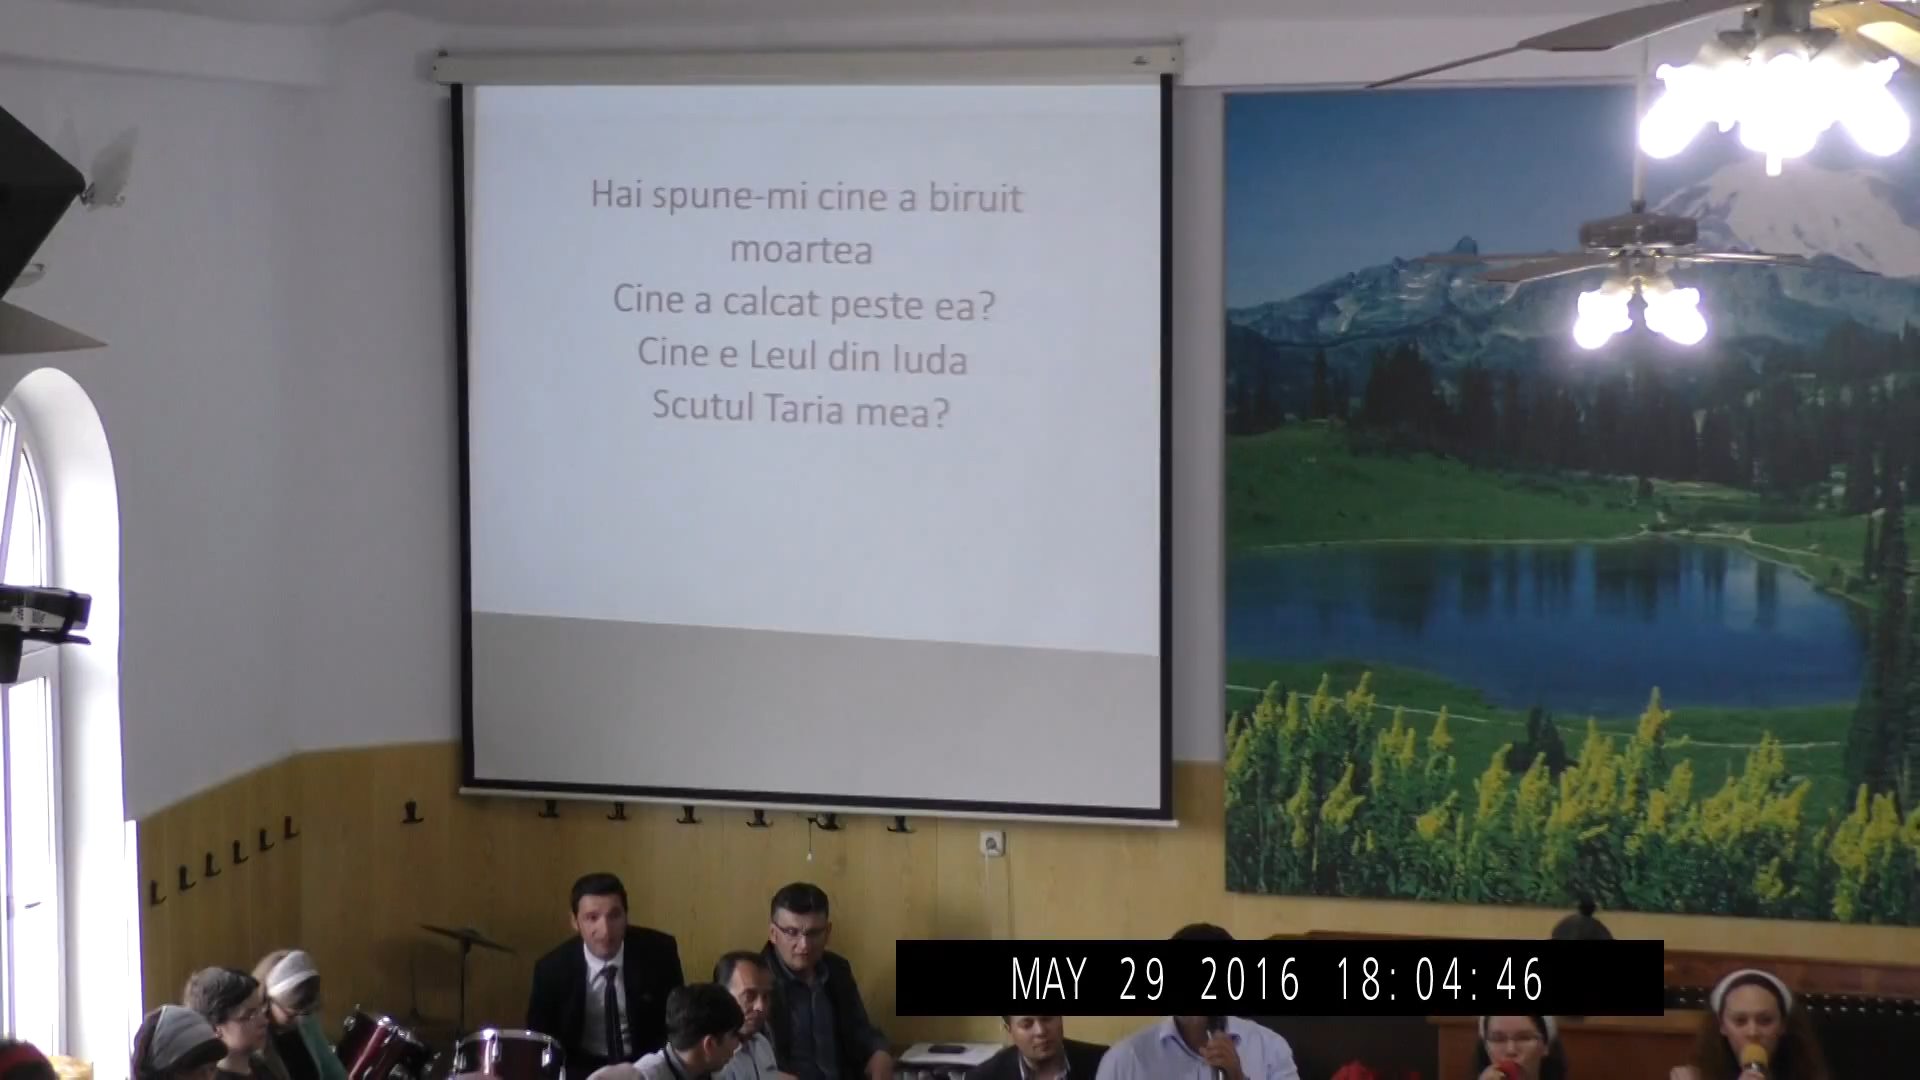 Hai spune-mi cine a biruit
moartea
Cine a calcat peste ea?
Cine e Leul din Iuda
Scutul Taria mea?
MAY 29 2016 18:04:46